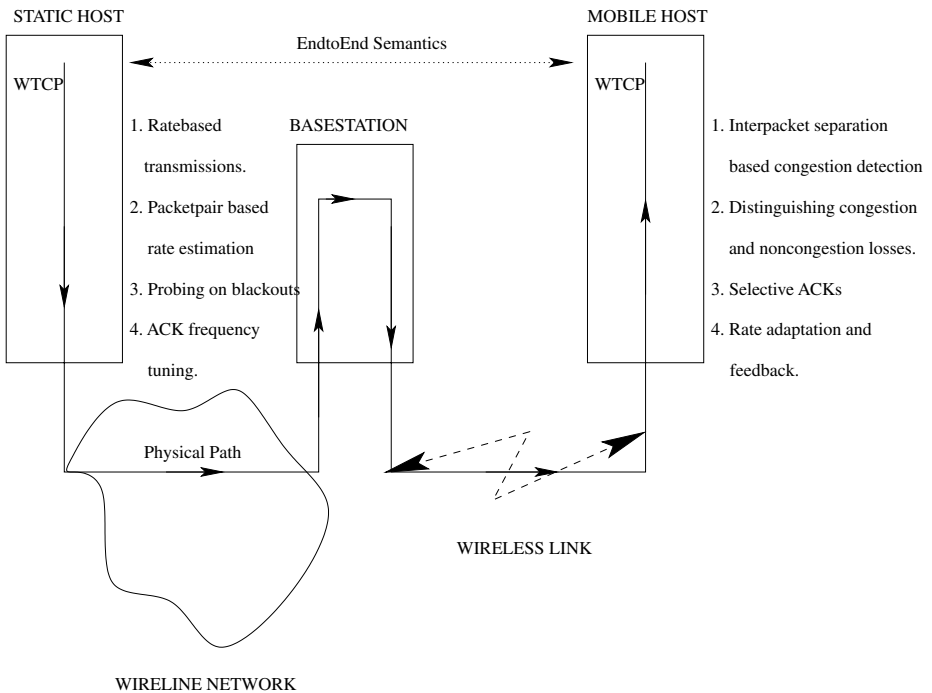 STATIC HOST
MOBILE HOST
EndtoEnd Semantics
WTCP
WTCP
1. Ratebased
transmissions.
2. Packetpair based
rate estimation
3. Probing on blackouts
4. ACK frequency
tuning.
BASESTATION
1. Interpacket separation
based congestion detection
2. Distinguishing congestion
and noncongestion losses.
3. Selective ACKs
4. Rate adaptation and
feedback.
Physical Path
WIRELESS LINK
WIRELINE NETWORK